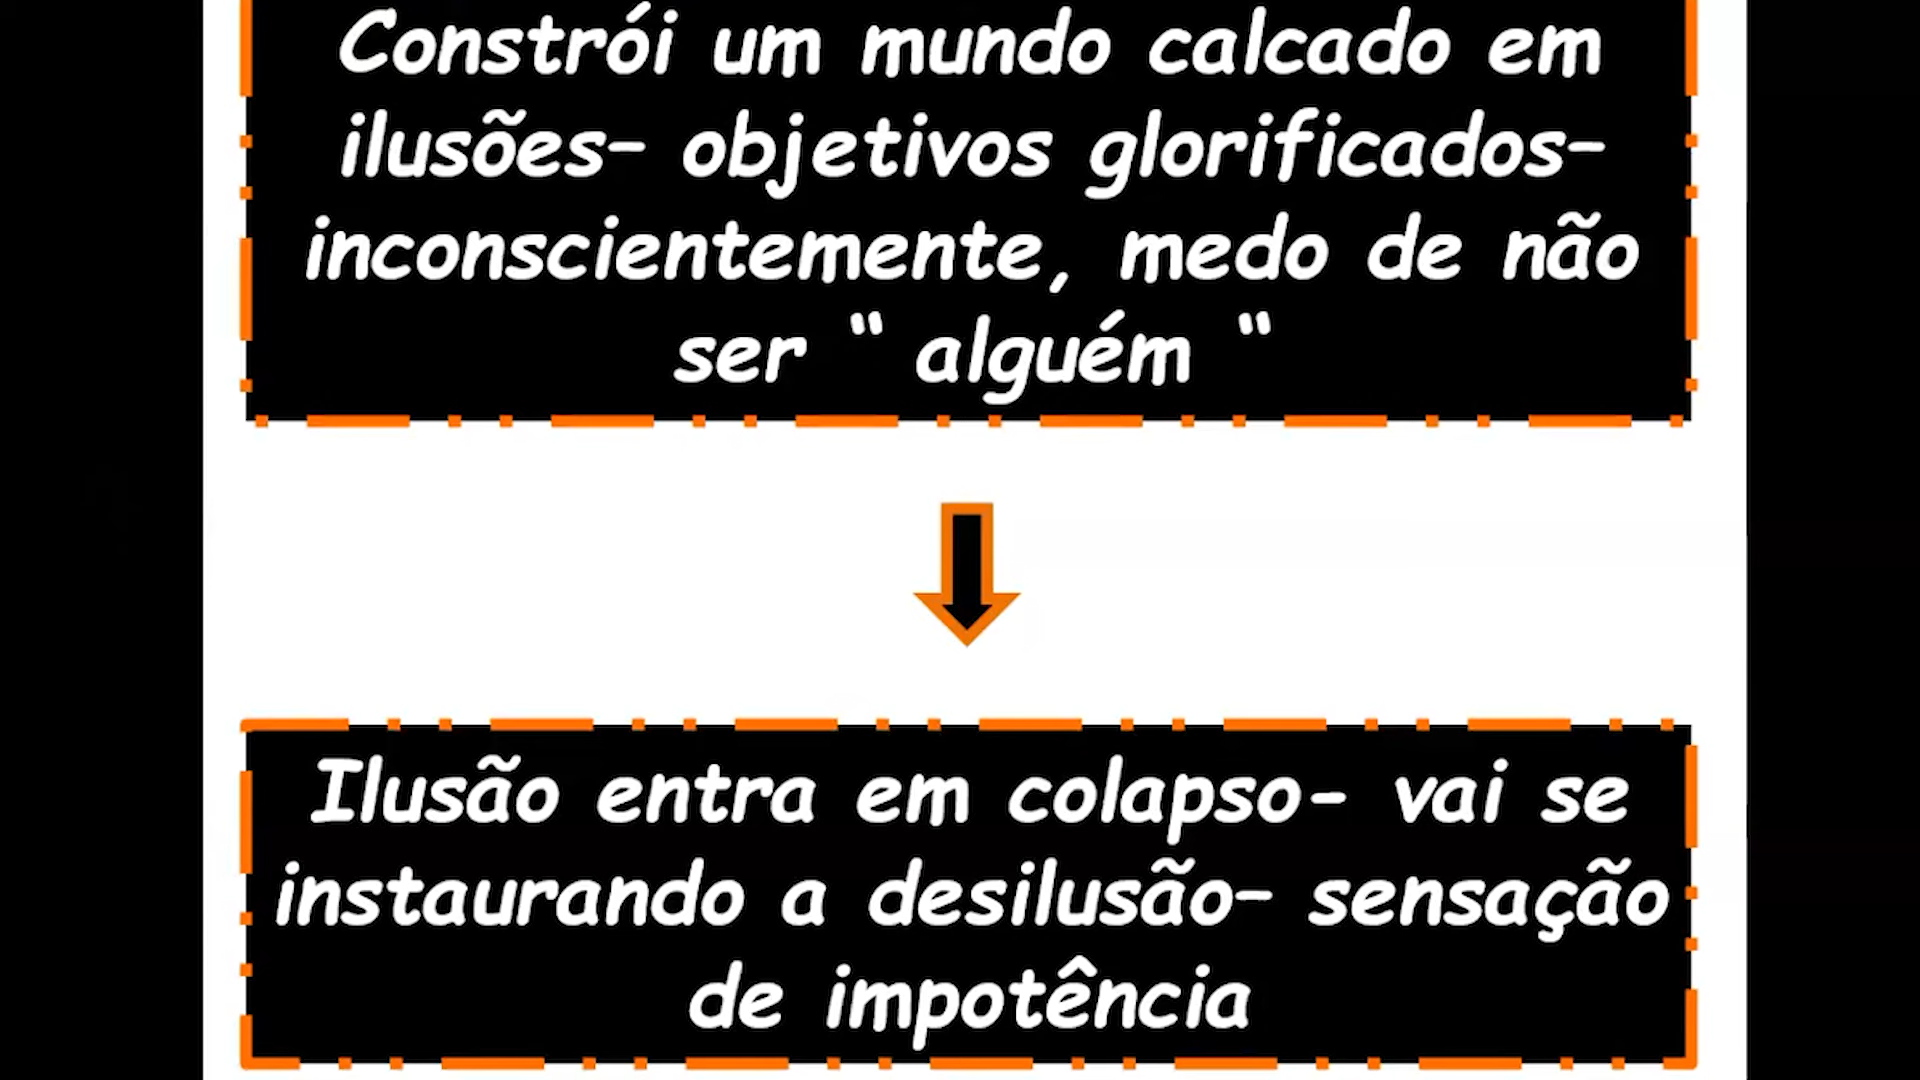 Constrói um mundo calcado em
ilusões– objetivos glorificados–
inconscientemente, medo de não
ser “ alguém “
Ilusão entra em colapso- vai se
instaurando a desilusão– sensação
de impotência